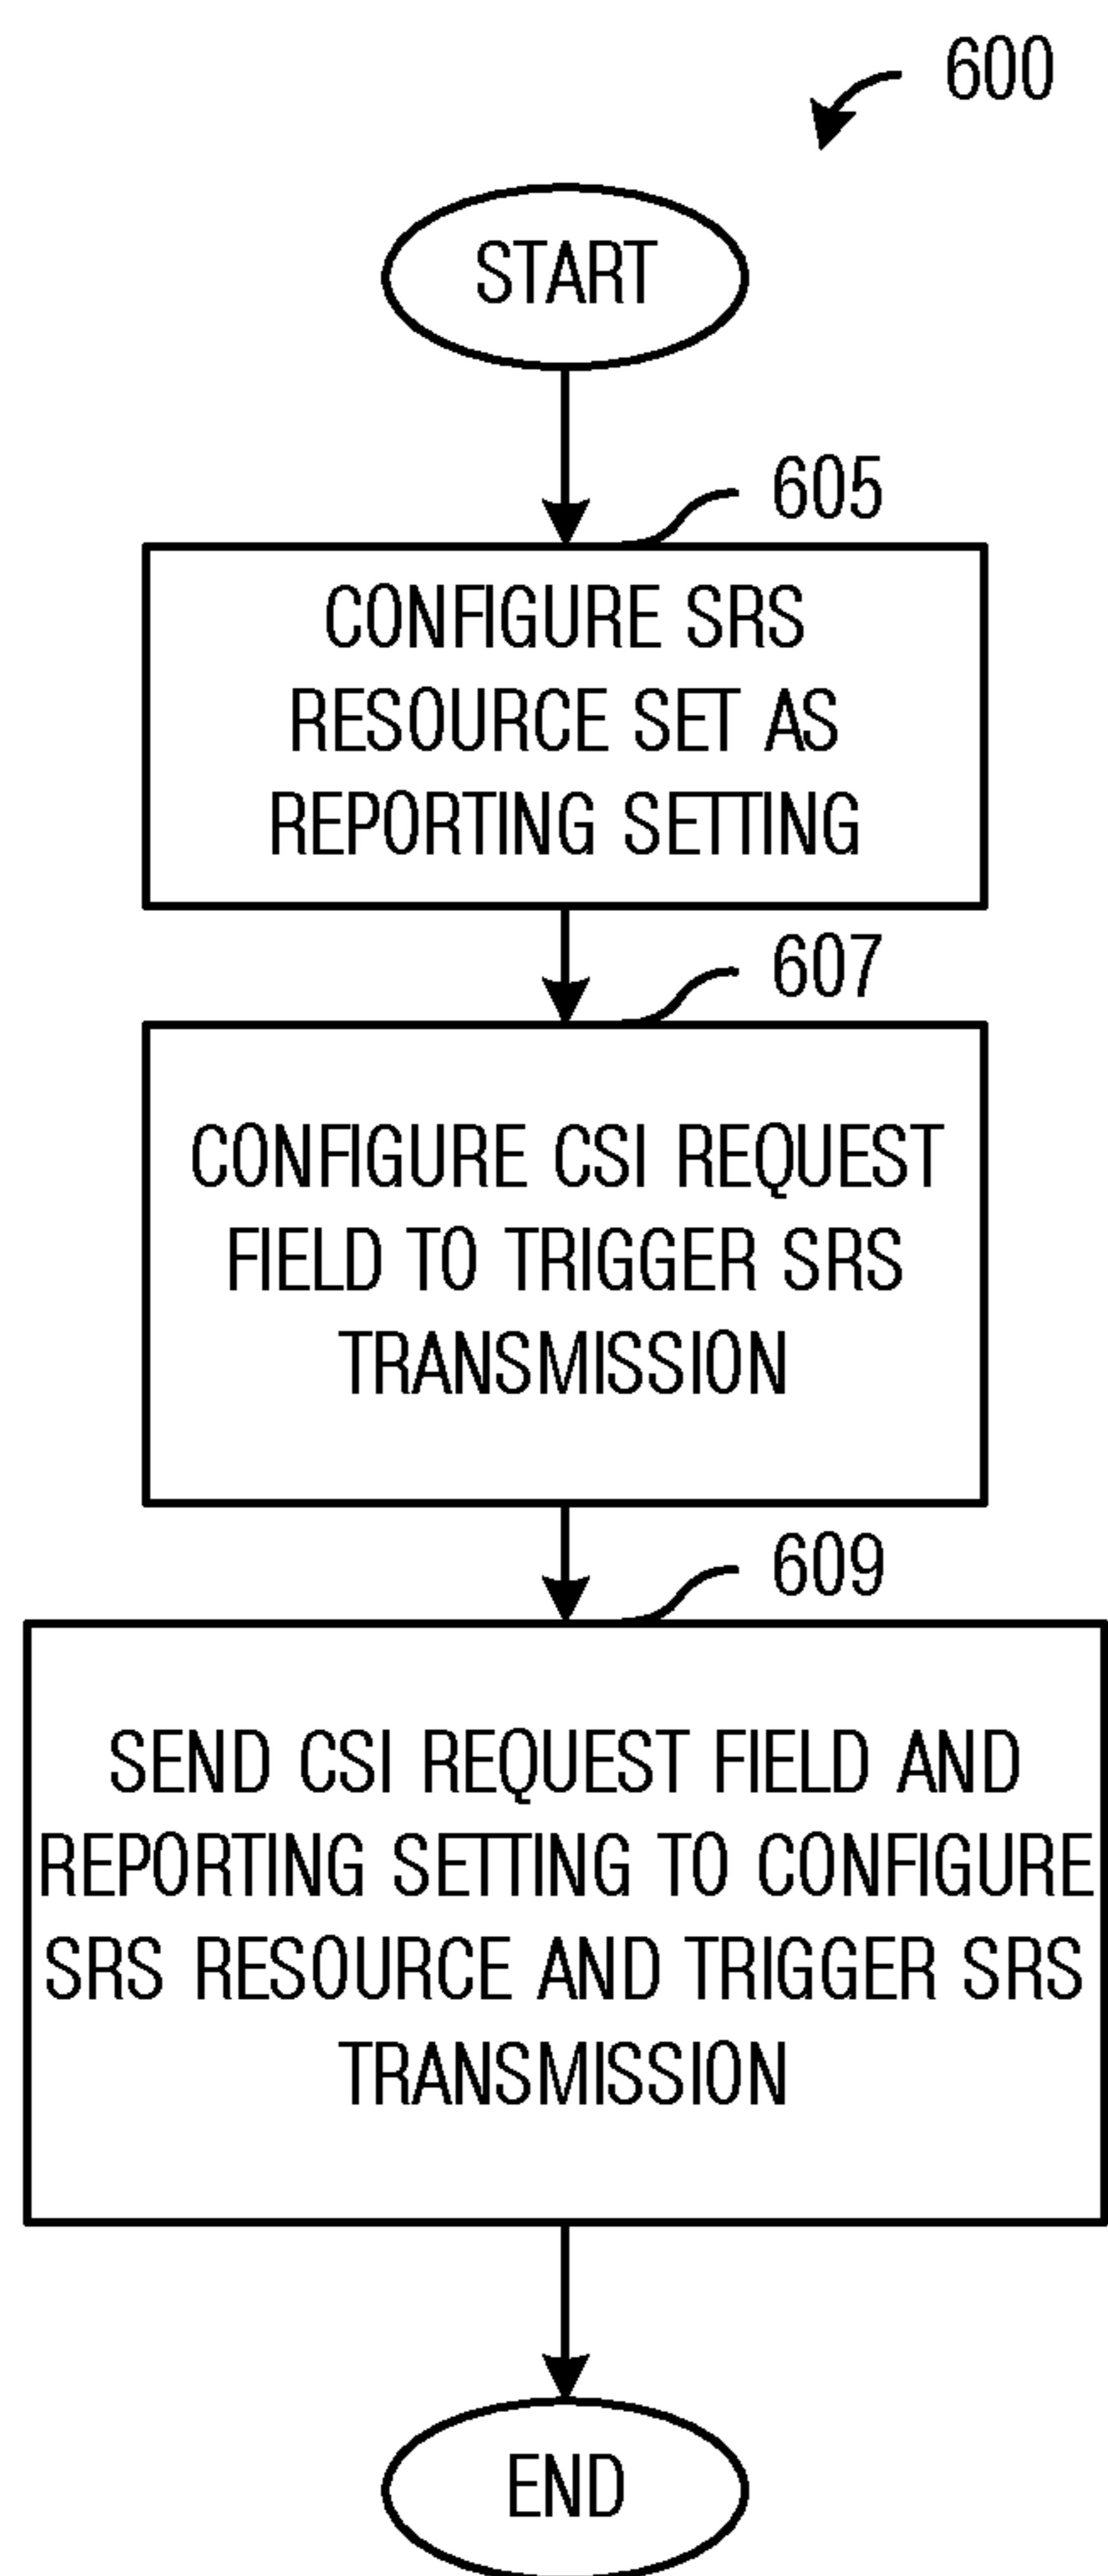 600
START
605
CONFIGURE SRS
RESOURCE SET AS
REPORTING SETTING
607
CONFIGURE CSI REQUEST
FIELD TO TRIGGER SRS
TRANSMISSION
609
SEND CSI REQUEST FIELD AND
REPORTING SETTING TO CONFIGURE
SRS RESOURCE AND TRIGGER SRS
TRANSMISSION
END